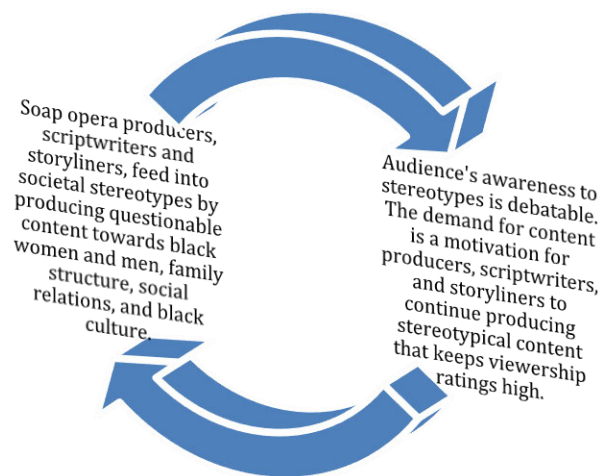 Soap opera producers,
scriptwriters and
storyliners, feed into
societal stereotypes by
producing questionable
content towards black
women and men, family
structure, social
relations, and black
culture.
Audience's awareness to
stereotypes is debatable.
The demand for content
is a motivation for
producers, scriptwriters,
and storyliners to
continue producing
stereotypical content
that keeps viewership
ratings high.